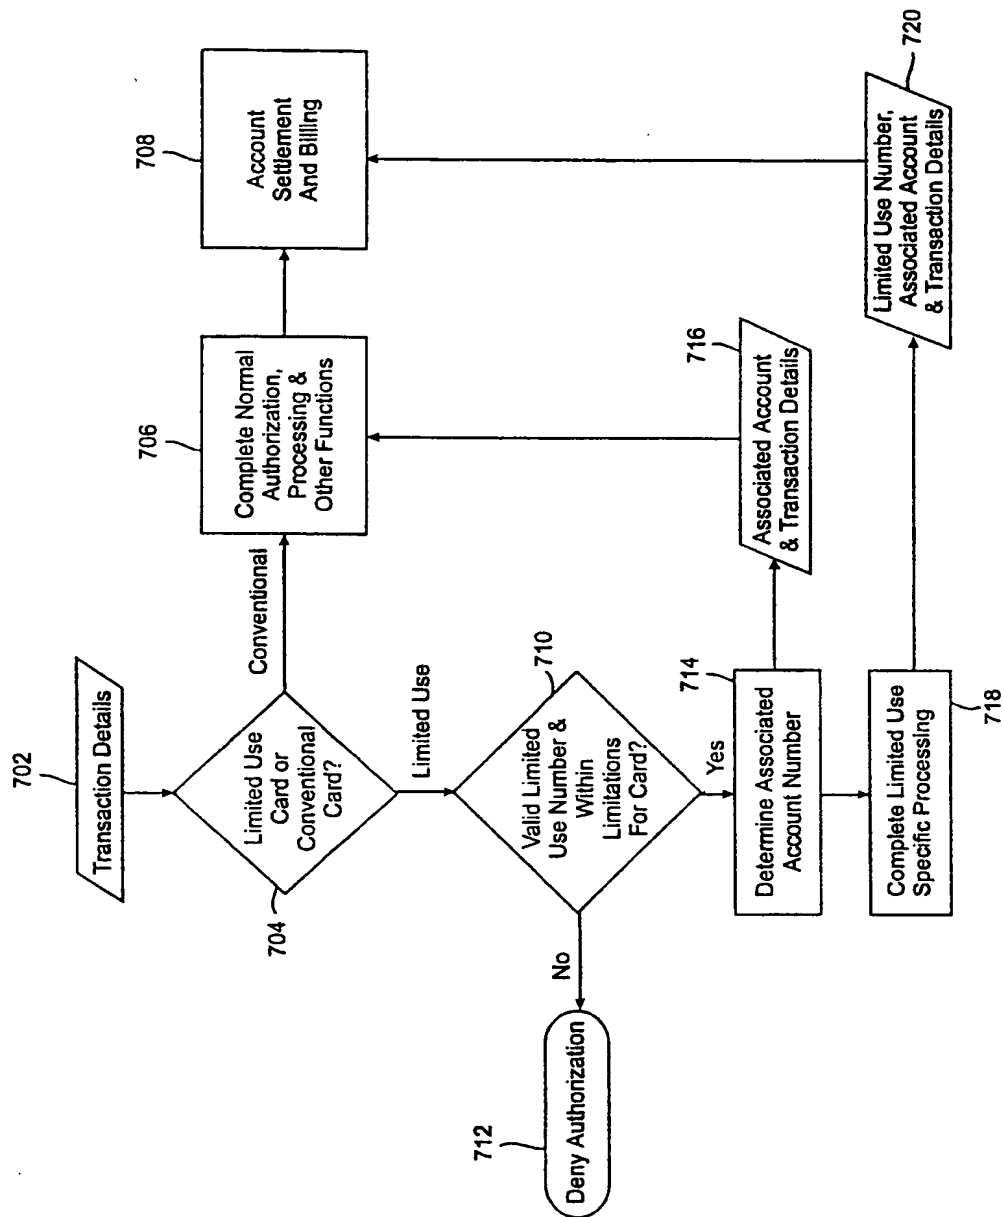 702
Transaction Details
704
Limited Use
Card or
Conventional
Card?
Conventional
706
Complete Normal
Authorization,
Processing &
Other Functions
708
Account
Settlement
And Billing
Limited Use
710
Valid Limited
Use Number &
Within
Limitations
For Card?
No
712
Deny Authorization
Yes
714
Determine Associated
Account Number
716
Associated Account
& Transaction Details
718
Complete Limited Use
Specific Processing
720
Limited Use Number,
Associated Account
& Transaction Details